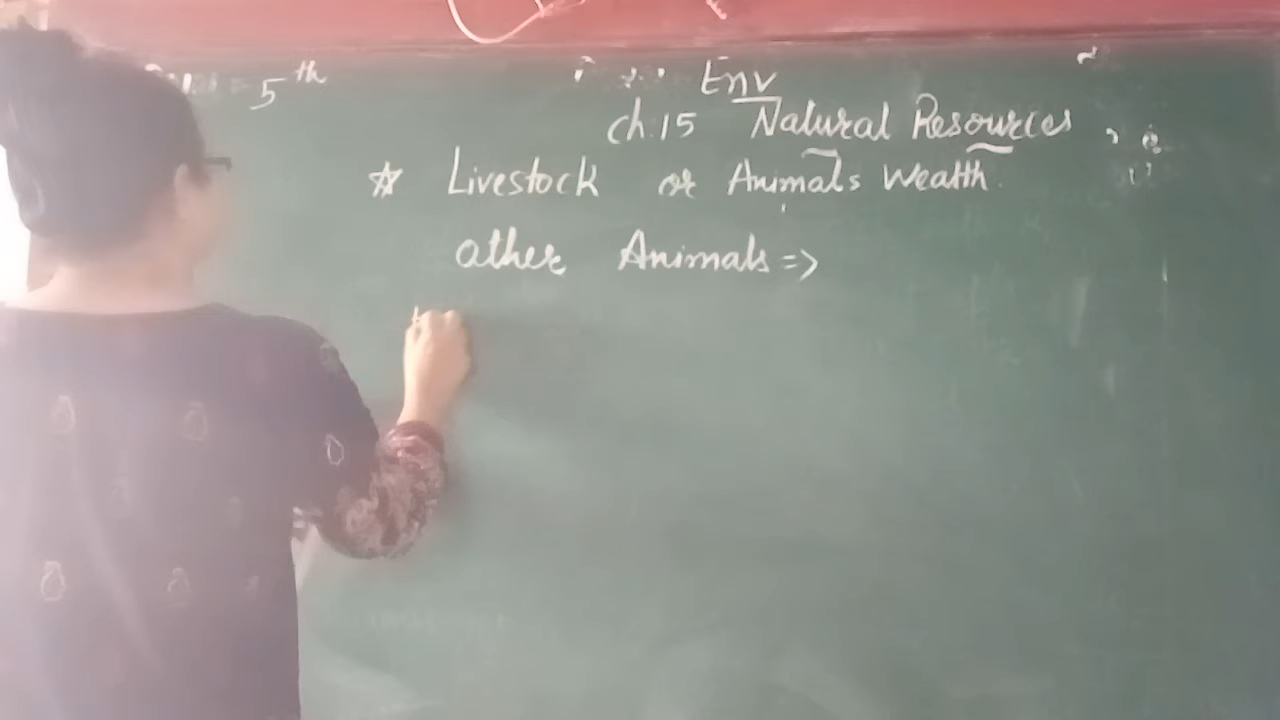 5th
Env
ch.15 Natural Resources
☆ Livestock or Animals Wealth.
other Animals =>